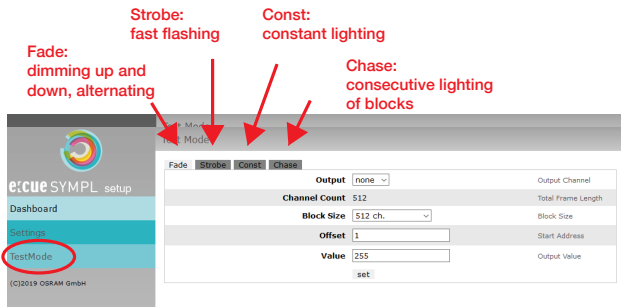 Strobe:
fast flashing
Const:
constant lighting
Fade:
dimming up and
down, alternating
Chase:
consecutive lighting
of blocks
Test Mode
Test Mode
e:cue SYMPL setup
Dashboard
Settings
TestMode
(C)2019 OSRAM GmbH
Fade Strobe Const Chase
Output none Output Channel
Channel Count 512 Total Frame Length
Block Size 512 ch. Block Size
Offset 1 Start Address
Value 255 Output Value
set